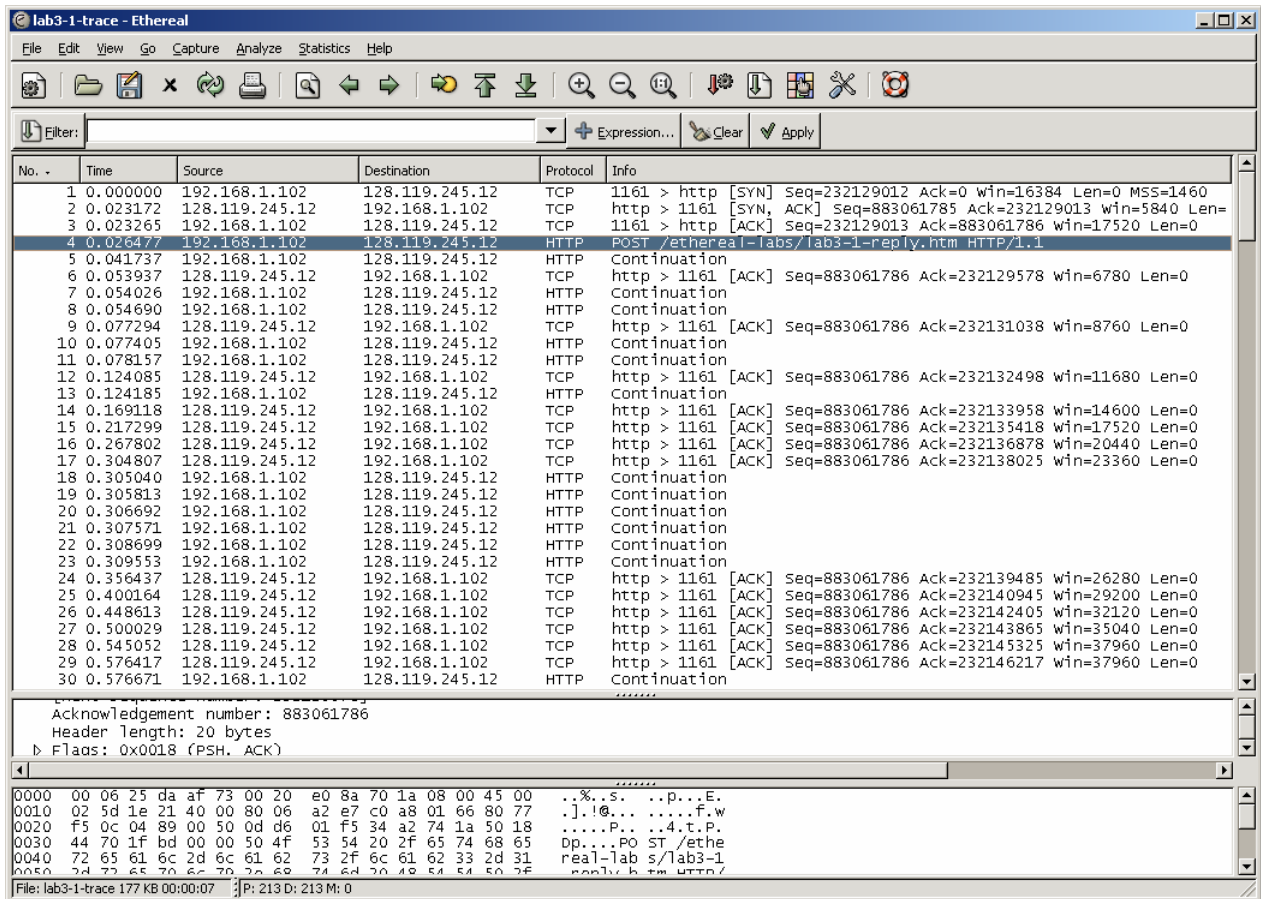 lab3-1-trace - Ethereal
File Edit View Go Capture Analyze Statistics Help
Filter: Expression... Clear Apply
No. Time Source Destination Protocol Info
1 0.000000 192.168.1.102 128.119.245.12 TCP 1161 > http [SYN] Seq=232129012 Ack=0 Win=16384 Len=0 MSS=1460
2 0.023172 128.119.245.12 192.168.1.102 TCP http > 1161 [SYN, ACK] Seq=883061785 Ack=232129013 Win=5840 Len=
3 0.023265 192.168.1.102 128.119.245.12 TCP 1161 > http [ACK] Seq=232129013 Ack=883061786 Win=17520 Len=0
4 0.026477 192.168.1.102 128.119.245.12 HTTP POST /ethereal-labs/lab3-1-reply.htm HTTP/1.1
5 0.041737 192.168.1.102 128.119.245.12 HTTP Continuation
6 0.053937 128.119.245.12 192.168.1.102 TCP http > 1161 [ACK] Seq=883061786 Ack=232129578 Win=6780 Len=0
7 0.054026 192.168.1.102 128.119.245.12 HTTP Continuation
8 0.054690 192.168.1.102 128.119.245.12 HTTP Continuation
9 0.077294 128.119.245.12 192.168.1.102 TCP http > 1161 [ACK] Seq=883061786 Ack=232131038 Win=8760 Len=0
10 0.077405 192.168.1.102 128.119.245.12 HTTP Continuation
11 0.078157 192.168.1.102 128.119.245.12 HTTP Continuation
12 0.124085 128.119.245.12 192.168.1.102 TCP http > 1161 [ACK] Seq=883061786 Ack=232132498 Win=11680 Len=0
13 0.124185 192.168.1.102 128.119.245.12 HTTP Continuation
14 0.169118 128.119.245.12 192.168.1.102 TCP http > 1161 [ACK] Seq=883061786 Ack=232133958 Win=14600 Len=0
15 0.217299 128.119.245.12 192.168.1.102 TCP http > 1161 [ACK] Seq=883061786 Ack=232135418 Win=17520 Len=0
16 0.267802 128.119.245.12 192.168.1.102 TCP http > 1161 [ACK] Seq=883061786 Ack=232136878 Win=20440 Len=0
17 0.304807 128.119.245.12 192.168.1.102 TCP http > 1161 [ACK] Seq=883061786 Ack=232138025 Win=23360 Len=0
18 0.305040 192.168.1.102 128.119.245.12 HTTP Continuation
19 0.305813 192.168.1.102 128.119.245.12 HTTP Continuation
20 0.306692 192.168.1.102 128.119.245.12 HTTP Continuation
21 0.307571 192.168.1.102 128.119.245.12 HTTP Continuation
22 0.308699 192.168.1.102 128.119.245.12 HTTP Continuation
23 0.309553 192.168.1.102 128.119.245.12 HTTP Continuation
24 0.356437 128.119.245.12 192.168.1.102 TCP http > 1161 [ACK] Seq=883061786 Ack=232139485 Win=26280 Len=0
25 0.400164 128.119.245.12 192.168.1.102 TCP http > 1161 [ACK] Seq=883061786 Ack=232140945 Win=29200 Len=0
26 0.448613 128.119.245.12 192.168.1.102 TCP http > 1161 [ACK] Seq=883061786 Ack=232142405 Win=32120 Len=0
27 0.500029 128.119.245.12 192.168.1.102 TCP http > 1161 [ACK] Seq=883061786 Ack=232143865 Win=35040 Len=0
28 0.545052 128.119.245.12 192.168.1.102 TCP http > 1161 [ACK] Seq=883061786 Ack=232145325 Win=37960 Len=0
29 0.576417 128.119.245.12 192.168.1.102 TCP http > 1161 [ACK] Seq=883061786 Ack=232146217 Win=37960 Len=0
30 0.576671 192.168.1.102 128.119.245.12 HTTP Continuation
Acknowledgement number: 883061786
Header length: 20 bytes
Flags: 0x0018 (PSH, ACK)
0000 00 06 25 da af 73 00 20 e0 8a 70 1a 08 00 45 00 ..%..s. ..p...E.
0010 02 5d 1e 21 40 00 80 06 a2 e7 c0 a8 01 66 80 77 .].!@... .....f.w
0020 f5 0c 04 89 00 50 0d d6 01 f5 34 a2 74 1a 50 18 .....P.. ..4.t.P.
0030 44 70 1f bd 00 00 50 4f 53 54 20 2f 65 74 68 65 Dp....PO ST /ethe
0040 72 65 61 6c 2d 6c 61 62 73 2f 6c 61 62 33 2d 31 real-lab s/lab3-1
0050 2d 72 65 70 6c 79 2e 68 74 6d 20 48 54 54 50 2f -reply.h tm HTTP/
File: lab3-1-trace 177 KB 00:00:07 P: 213 D: 213 M: 0